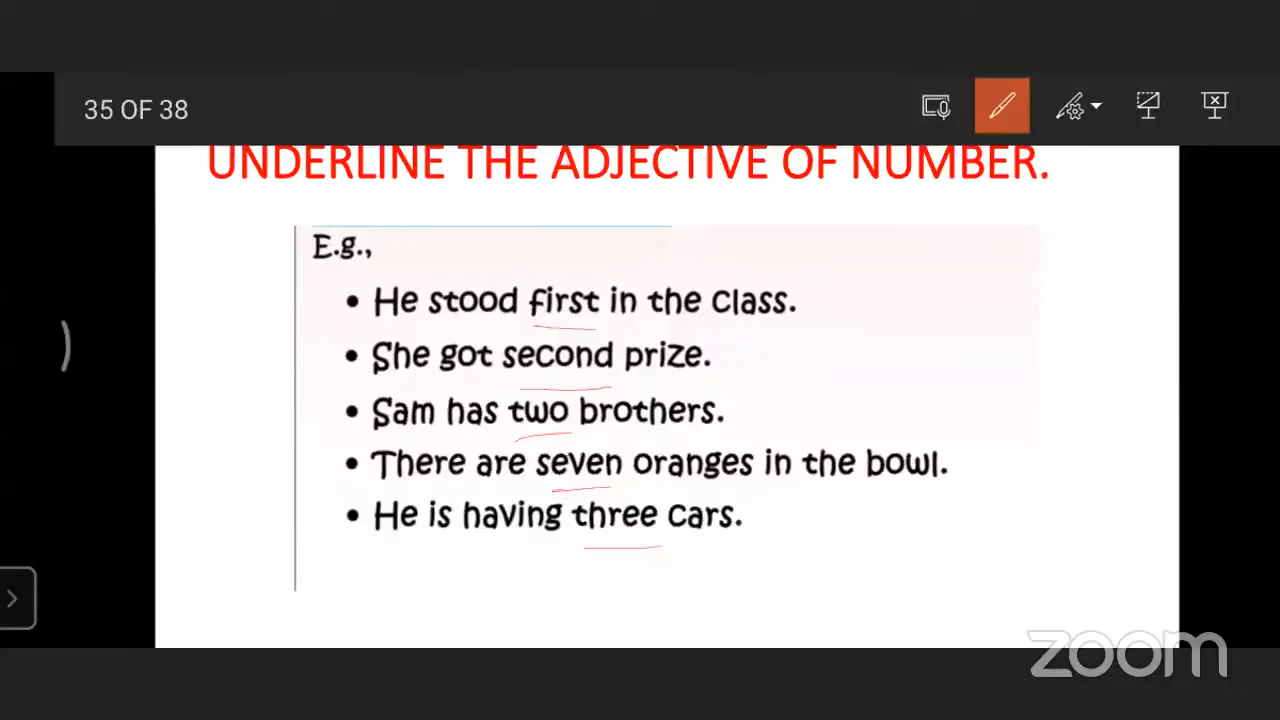 35 OF 38
UNDERLINE THE ADJECTIVE OF NUMBER.
E.g.,
• He stood first in the class.
• She got second prize.
• Sam has two brothers.
• There are seven oranges in the bowl.
• He is having three cars.
zoom